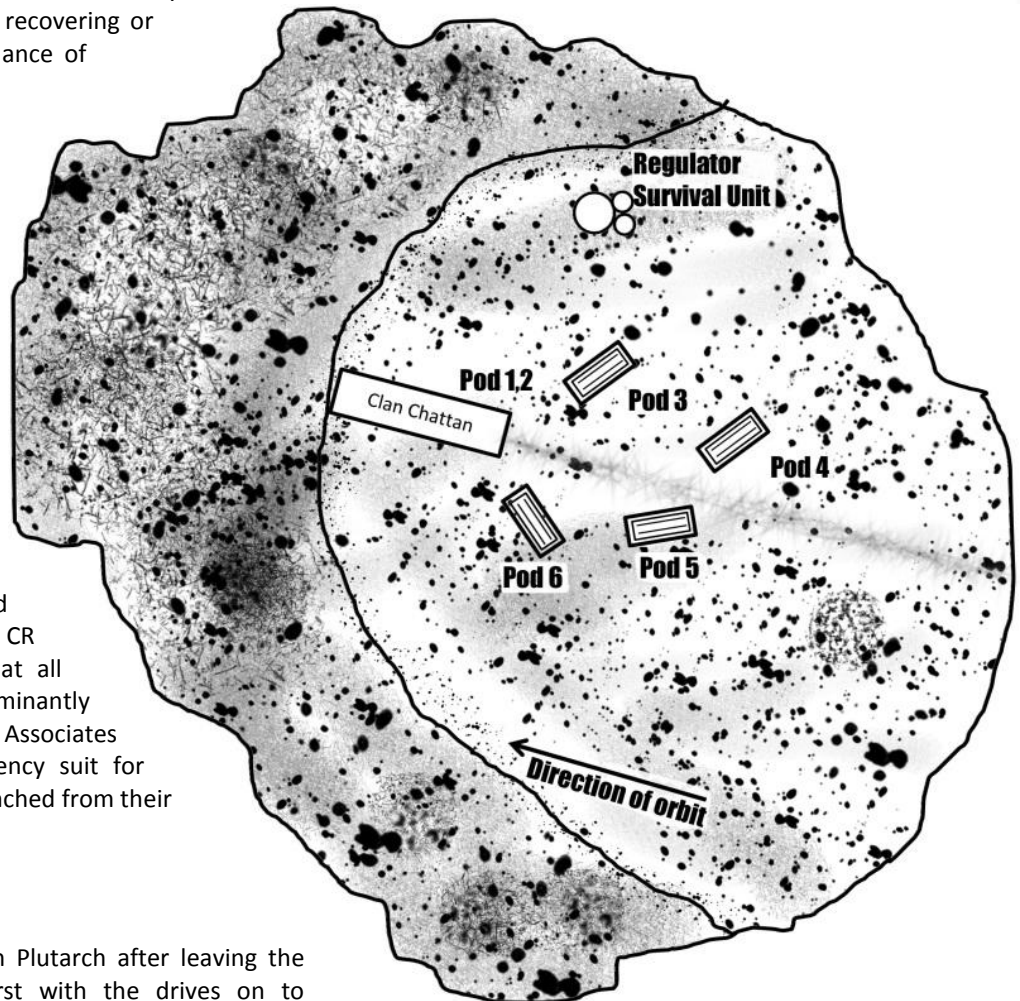 recovering or
ance of
Regulator
Survival Unit
Pod 1,2
Clan Chattan
Pod 3
Pod 4
Pod 5
Pod 6
CR
at all
minantly
Associates
ency suit for
ached from their
Direction of orbit
Plutarch after leaving the
rst with the drives on to